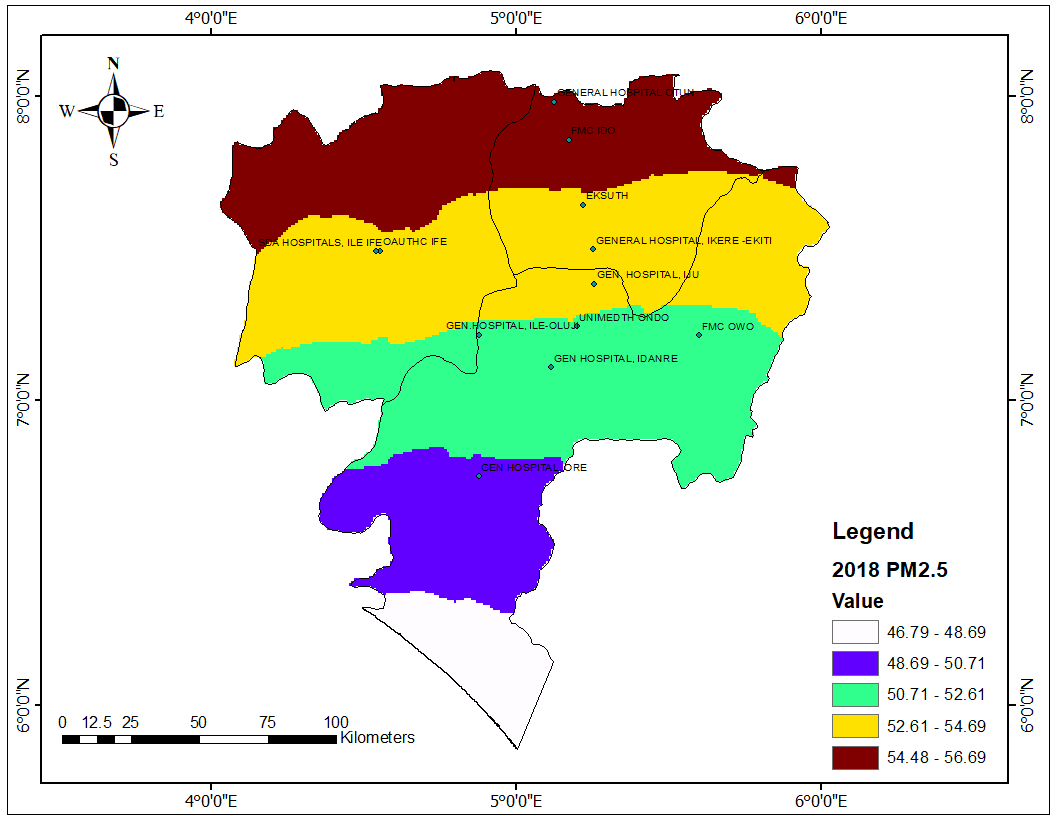 4°0'0"E 5°0'0"E 6°0'0"E
N
W E
S
8°0'0"N 8°0'0"N
GENERAL HOSPITAL OTUN
FMC IDO
EKSUTH
SDA HOSPITALS, ILE IFE OAUTHC IFE
GENERAL HOSPITAL, IKERE -EKITI
GEN. HOSPITAL, IJU
UNIMEDTH ONDO
GEN.HOSPITAL, ILE-OLUJI
FMC OWO
GEN HOSPITAL, IDANRE
7°0'0"N 7°0'0"N
GEN HOSPITAL, ORE
Legend
2018 PM2.5
Value
46.79 - 48.69
48.69 - 50.71
50.71 - 52.61
52.61 - 54.69
54.48 - 56.69
6°0'0"N 6°0'0"N
0 12.5 25 50 75 100
Kilometers
4°0'0"E 5°0'0"E 6°0'0"E